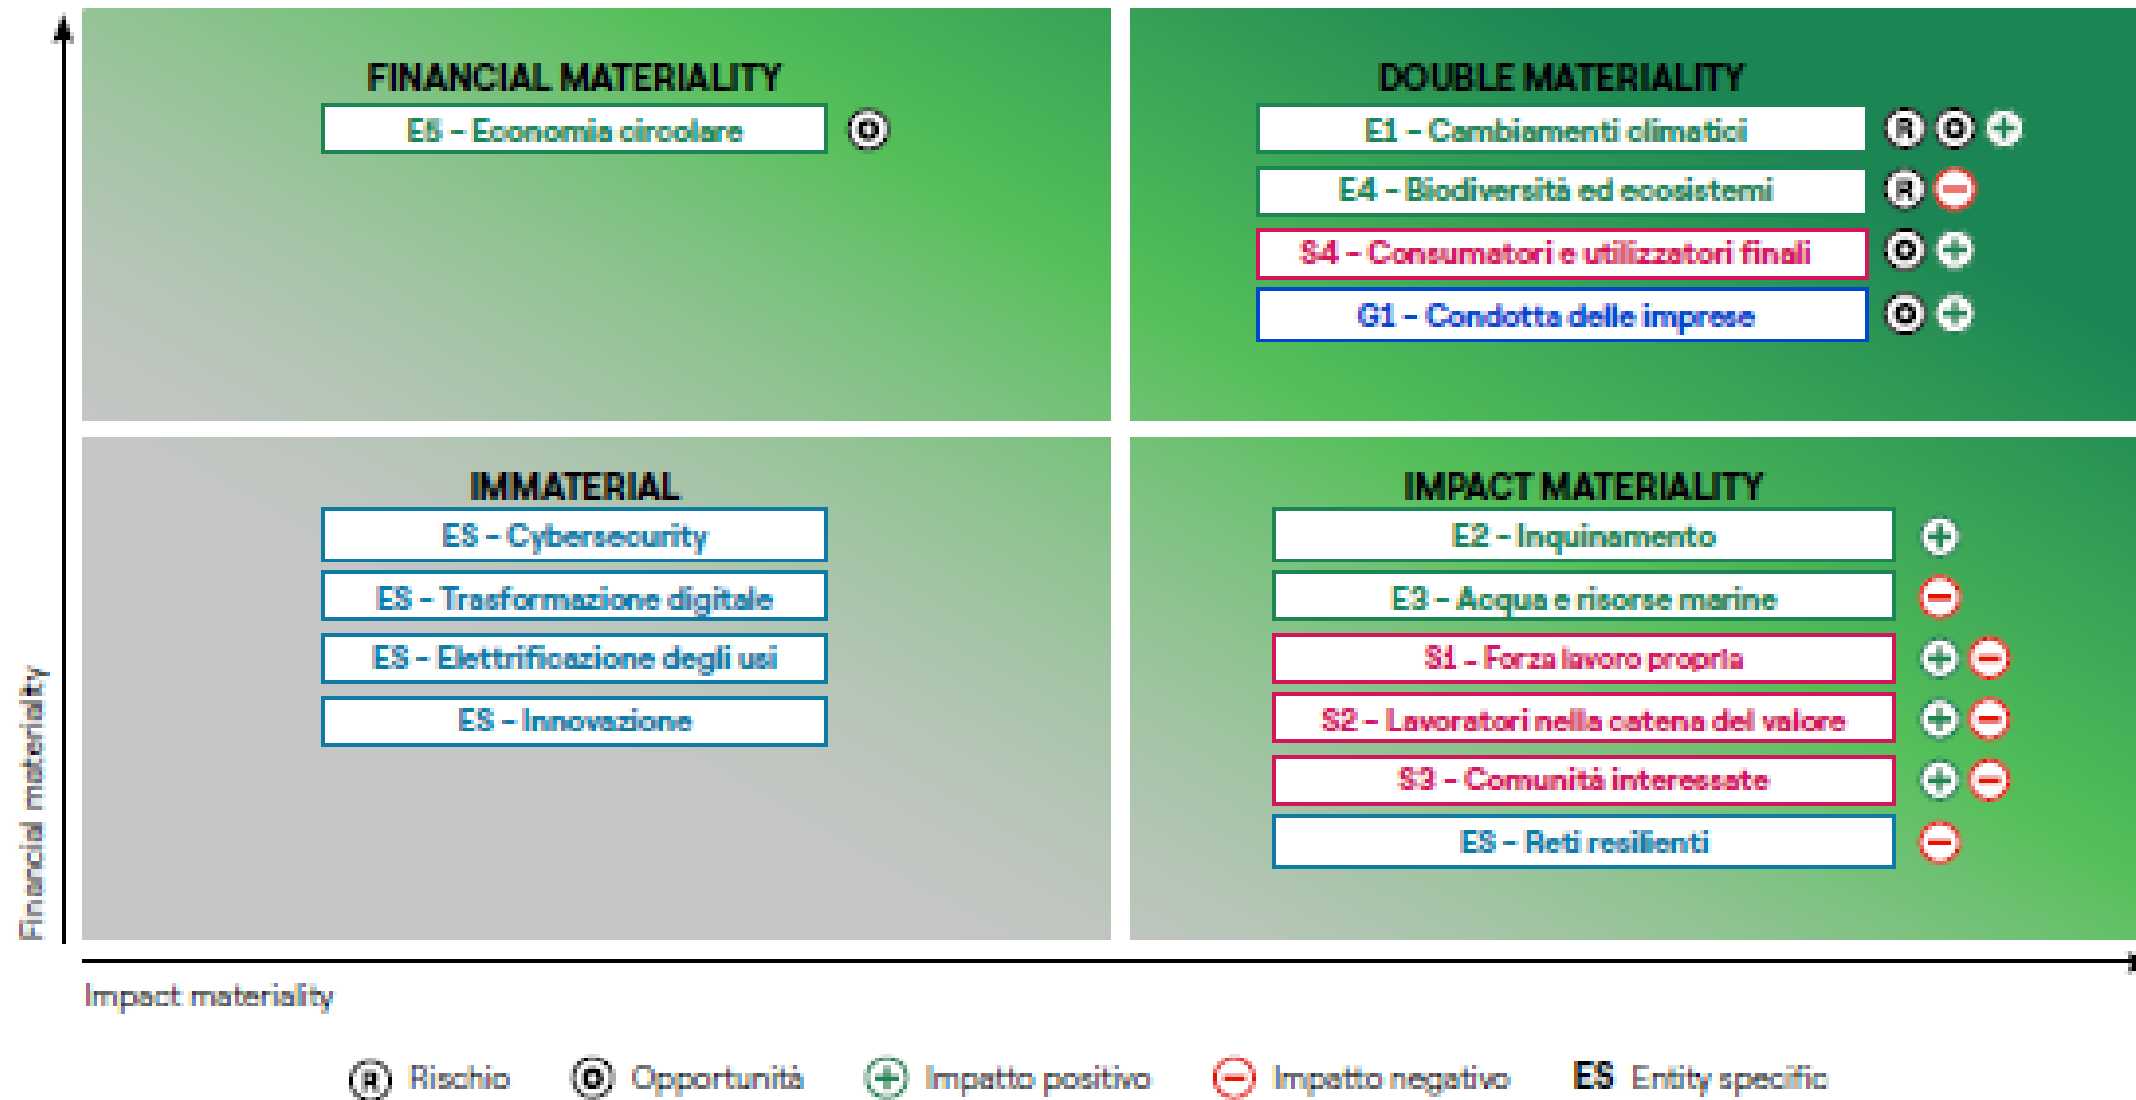 FINANCIAL MATERIALITY
E5 – Economia circolare
O
DOUBLE MATERIALITY
E1 – Cambiamenti climatici
R O +
E4 – Biodiversità ed ecosistemi
R –
S4 – Consumatori e utilizzatori finali
O +
G1 – Condotta delle imprese
O +
IMMATERIAL
ES – Cybersecurity
ES – Trasformazione digitale
ES – Elettrificazione degli usi
ES – Innovazione
IMPACT MATERIALITY
E2 – Inquinamento
+
E3 – Acqua e risorse marine
–
S1 – Forza lavoro propria
+ –
S2 – Lavoratori nella catena del valore
+ –
S3 – Comunità interessate
+ –
ES – Reti resilienti
–
Financial materiality
Impact materiality
R Rischio
O Opportunità
+ Impatto positivo
– Impatto negativo
ES Entity specific